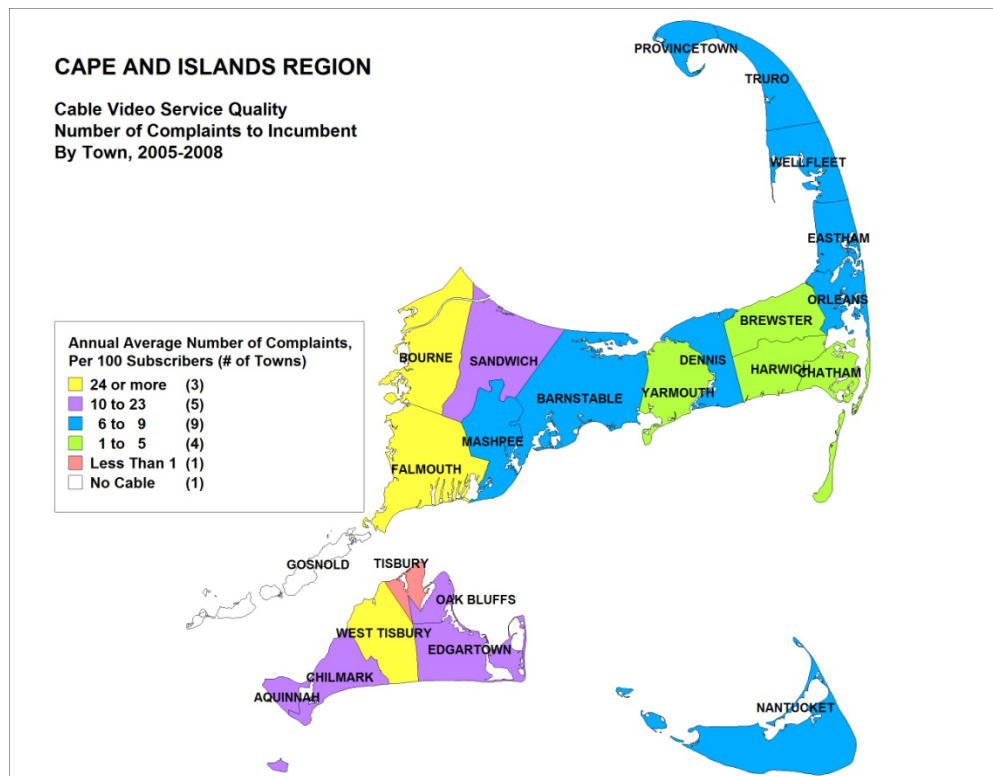 CAPE AND ISLANDS REGION
Cable Video Service Quality
Number of Complaints to Incumbent
By Town, 2005-2008
Annual Average Number of Complaints,
Per 100 Subscribers (# of Towns)
24 or more (3)
10 to 23 (5)
6 to 9 (9)
1 to 5 (4)
Less Than 1 (1)
No Cable (1)
PROVINCETOWN
TRURO
WELLFLEET
EASTHAM
ORLEANS
BREWSTER
BOURNE
SANDWICH
DENNIS
HARWICH
CHATHAM
YARMOUTH
BARNSTABLE
MASHPEE
FALMOUTH
GOSNOLD
TISBURY
OAK BLUFFS
WEST TISBURY
EDGARTOWN
CHILMARK
AQUINNAH
NANTUCKET